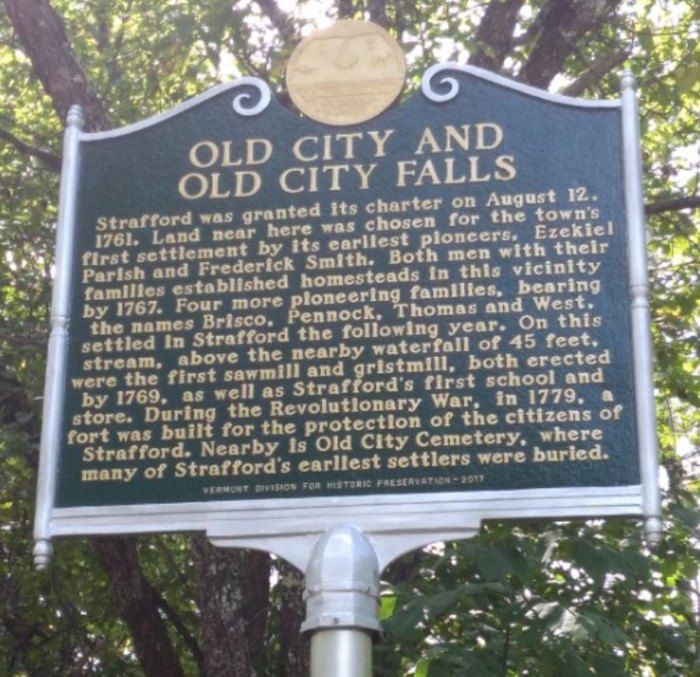 OLD CITY AND
OLD CITY FALLS
Strafford was granted its charter on August 12,
1761. Land near here was chosen for the town's
first settlement by its earliest pioneers, Ezekiel
Parish and Frederick Smith. Both men with their
families established homesteads in this vicinity
by 1767. Four more pioneering families, bearing
the names Brisco, Pennock, Thomas and West,
settled in Strafford the following year. On this
stream, above the nearby waterfall of 45 feet,
were the first sawmill and gristmill, both erected
by 1769, as well as Strafford's first school and
store. During the Revolutionary War, in 1779, a
fort was built for the protection of the citizens of
Strafford. Nearby is Old City Cemetery, where
many of Strafford's earliest settlers were buried.
VERMONT DIVISION FOR HISTORIC PRESERVATION - 2017